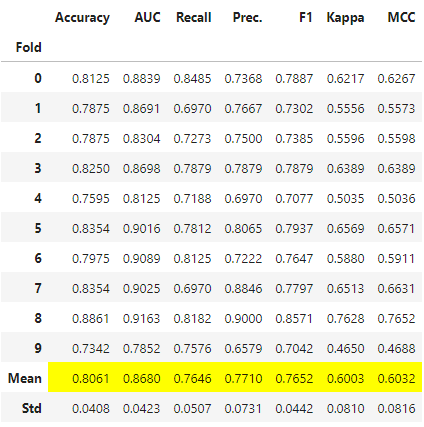 Accuracy AUC Recall Prec. F1 Kappa MCC
Fold
0 0.8125 0.8839 0.8485 0.7368 0.7887 0.6217 0.6267
1 0.7875 0.8691 0.6970 0.7667 0.7302 0.5556 0.5573
2 0.7875 0.8304 0.7273 0.7500 0.7385 0.5596 0.5598
3 0.8250 0.8698 0.7879 0.7879 0.7879 0.6389 0.6389
4 0.7595 0.8125 0.7188 0.6970 0.7077 0.5035 0.5036
5 0.8354 0.9016 0.7812 0.8065 0.7937 0.6569 0.6571
6 0.7975 0.9089 0.8125 0.7222 0.7647 0.5880 0.5911
7 0.8354 0.9025 0.6970 0.8846 0.7797 0.6513 0.6631
8 0.8861 0.9163 0.8182 0.9000 0.8571 0.7628 0.7652
9 0.7342 0.7852 0.7576 0.6579 0.7042 0.4650 0.4688
Mean 0.8061 0.8680 0.7646 0.7710 0.7652 0.6003 0.6032
Std 0.0408 0.0423 0.0507 0.0731 0.0442 0.0810 0.0816